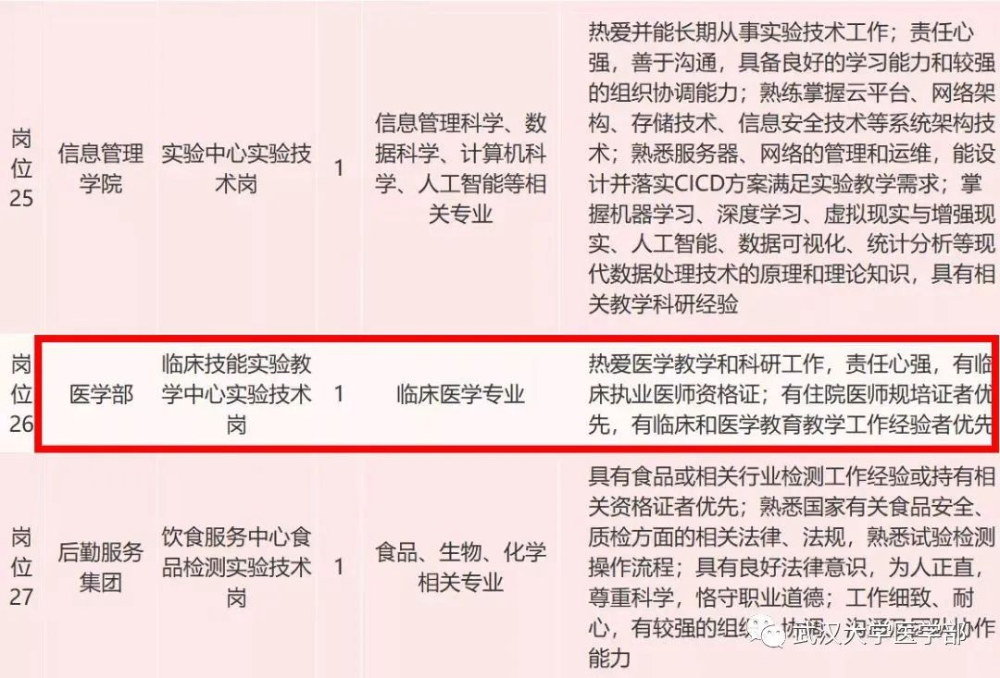 岗
位
25
信息管理
学院
实验中心实验技
术岗
1
信息管理科学、数
据科学、计算机科
学、人工智能等相
关专业
热爱并能长期从事实验技术工作；责任心
强，善于沟通，具备良好的学习能力和较强
的组织协调能力；熟练掌握云平台、网络架
构、存储技术、信息安全技术等系统架构技
术；熟悉服务器、网络的管理和运维，能设
计并落实CICD方案满足实验教学需求；掌
握机器学习、深度学习、虚拟现实与增强现
实、人工智能、数据可视化、统计分析等现
代数据处理技术的原理和理论知识，具有相
关教学科研经验
岗
位
26
医学部
临床技能实验教
学中心实验技术
岗
1
临床医学专业
热爱医学教学和科研工作，责任心强，有临
床执业医师资格证；有住院医师规培证者优
先，有临床和医学教育教学工作经验者优先
岗
位
27
后勤服务
集团
饮食服务中心食
品检测实验技术
岗
1
食品、生物、化学
相关专业
具有食品或相关行业检测工作经验或持有相
关资格证者优先；熟悉国家有关食品安全、
质检方面的相关法律、法规，熟悉试验检测
操作流程；具有良好法律意识，为人正直，
尊重科学，恪守职业道德；工作细致、耐
心，有较强的组织、协调、沟通及团队协作
能力
武汉大学医学部